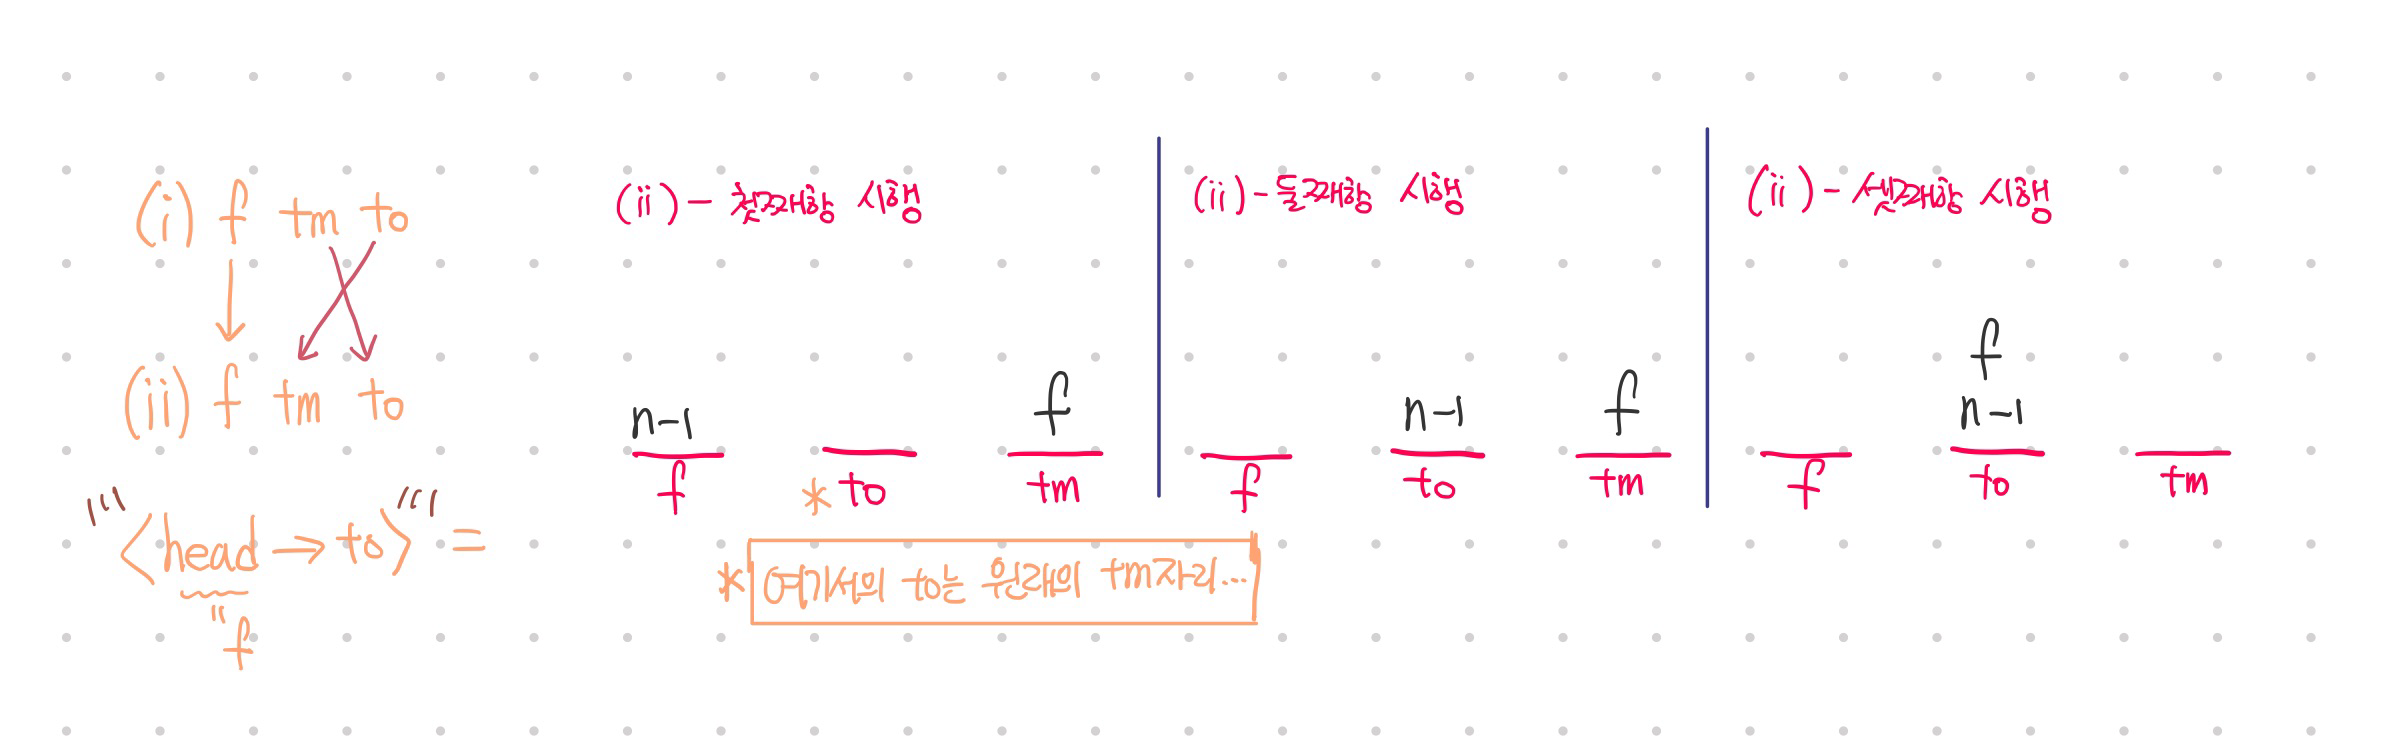 (i) f tm to
(ii) f tm to
"<head → to>" =
"f
(ii) - 첫째항 시행
n-1 f
f * to tm
* 여기서의 to는 원래의 tm자리...
(ii) - 둘째항 시행
n-1 f
f to tm
(ii) - 셋째항 시행
f
n-1
f to tm